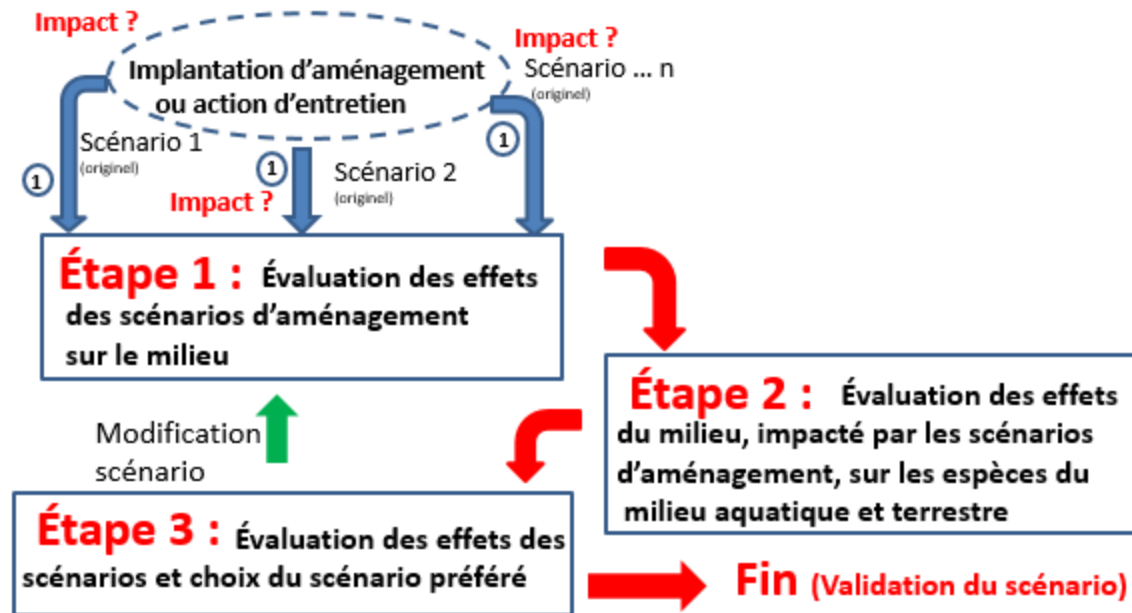 Impact ?
Impact ?
Implantation d'aménagement
ou action d'entretien
Scénario ... n
(originel)
1
Scénario 1
(originel)
1
1
Scénario 2
(originel)
Impact ?
Étape 1 : Évaluation des effets
des scénarios d'aménagement
sur le milieu
Étape 2 : Évaluation des effets
du milieu, impacté par les scénarios
d'aménagement, sur les espèces du
milieu aquatique et terrestre
Modification
scénario
Étape 3 : Évaluation des effets des
scénarios et choix du scénario préféré
Fin (Validation du scénario)